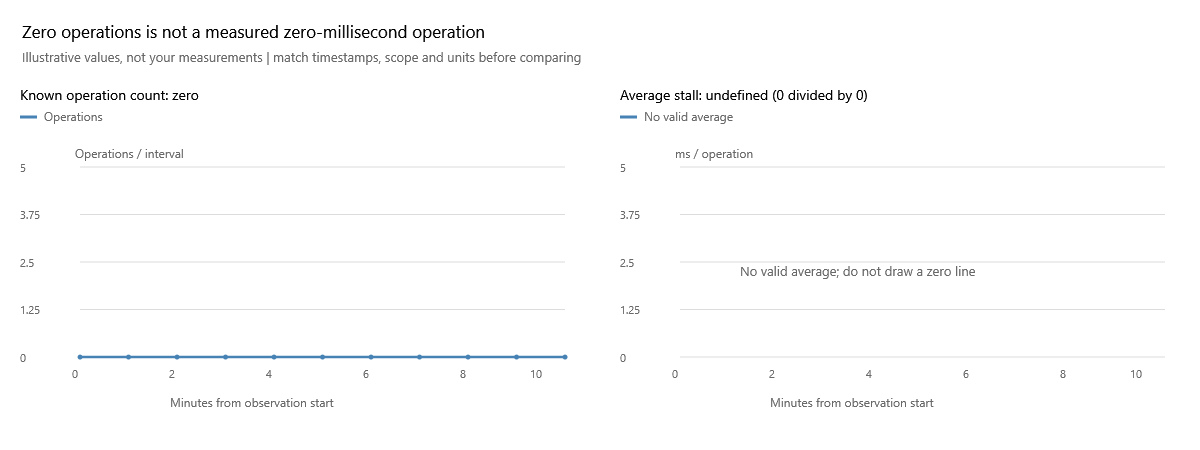 Zero operations is not a measured zero-millisecond operation
Illustrative values, not your measurements | match timestamps, scope and units before comparing
Known operation count: zero
Operations
Operations / interval
5
3.75
2.5
1.25
0
0 2 4 6 8 10
Minutes from observation start
Average stall: undefined (0 divided by 0)
No valid average
ms / operation
5
3.75
2.5
No valid average; do not draw a zero line
1.25
0
0 2 4 6 8 10
Minutes from observation start